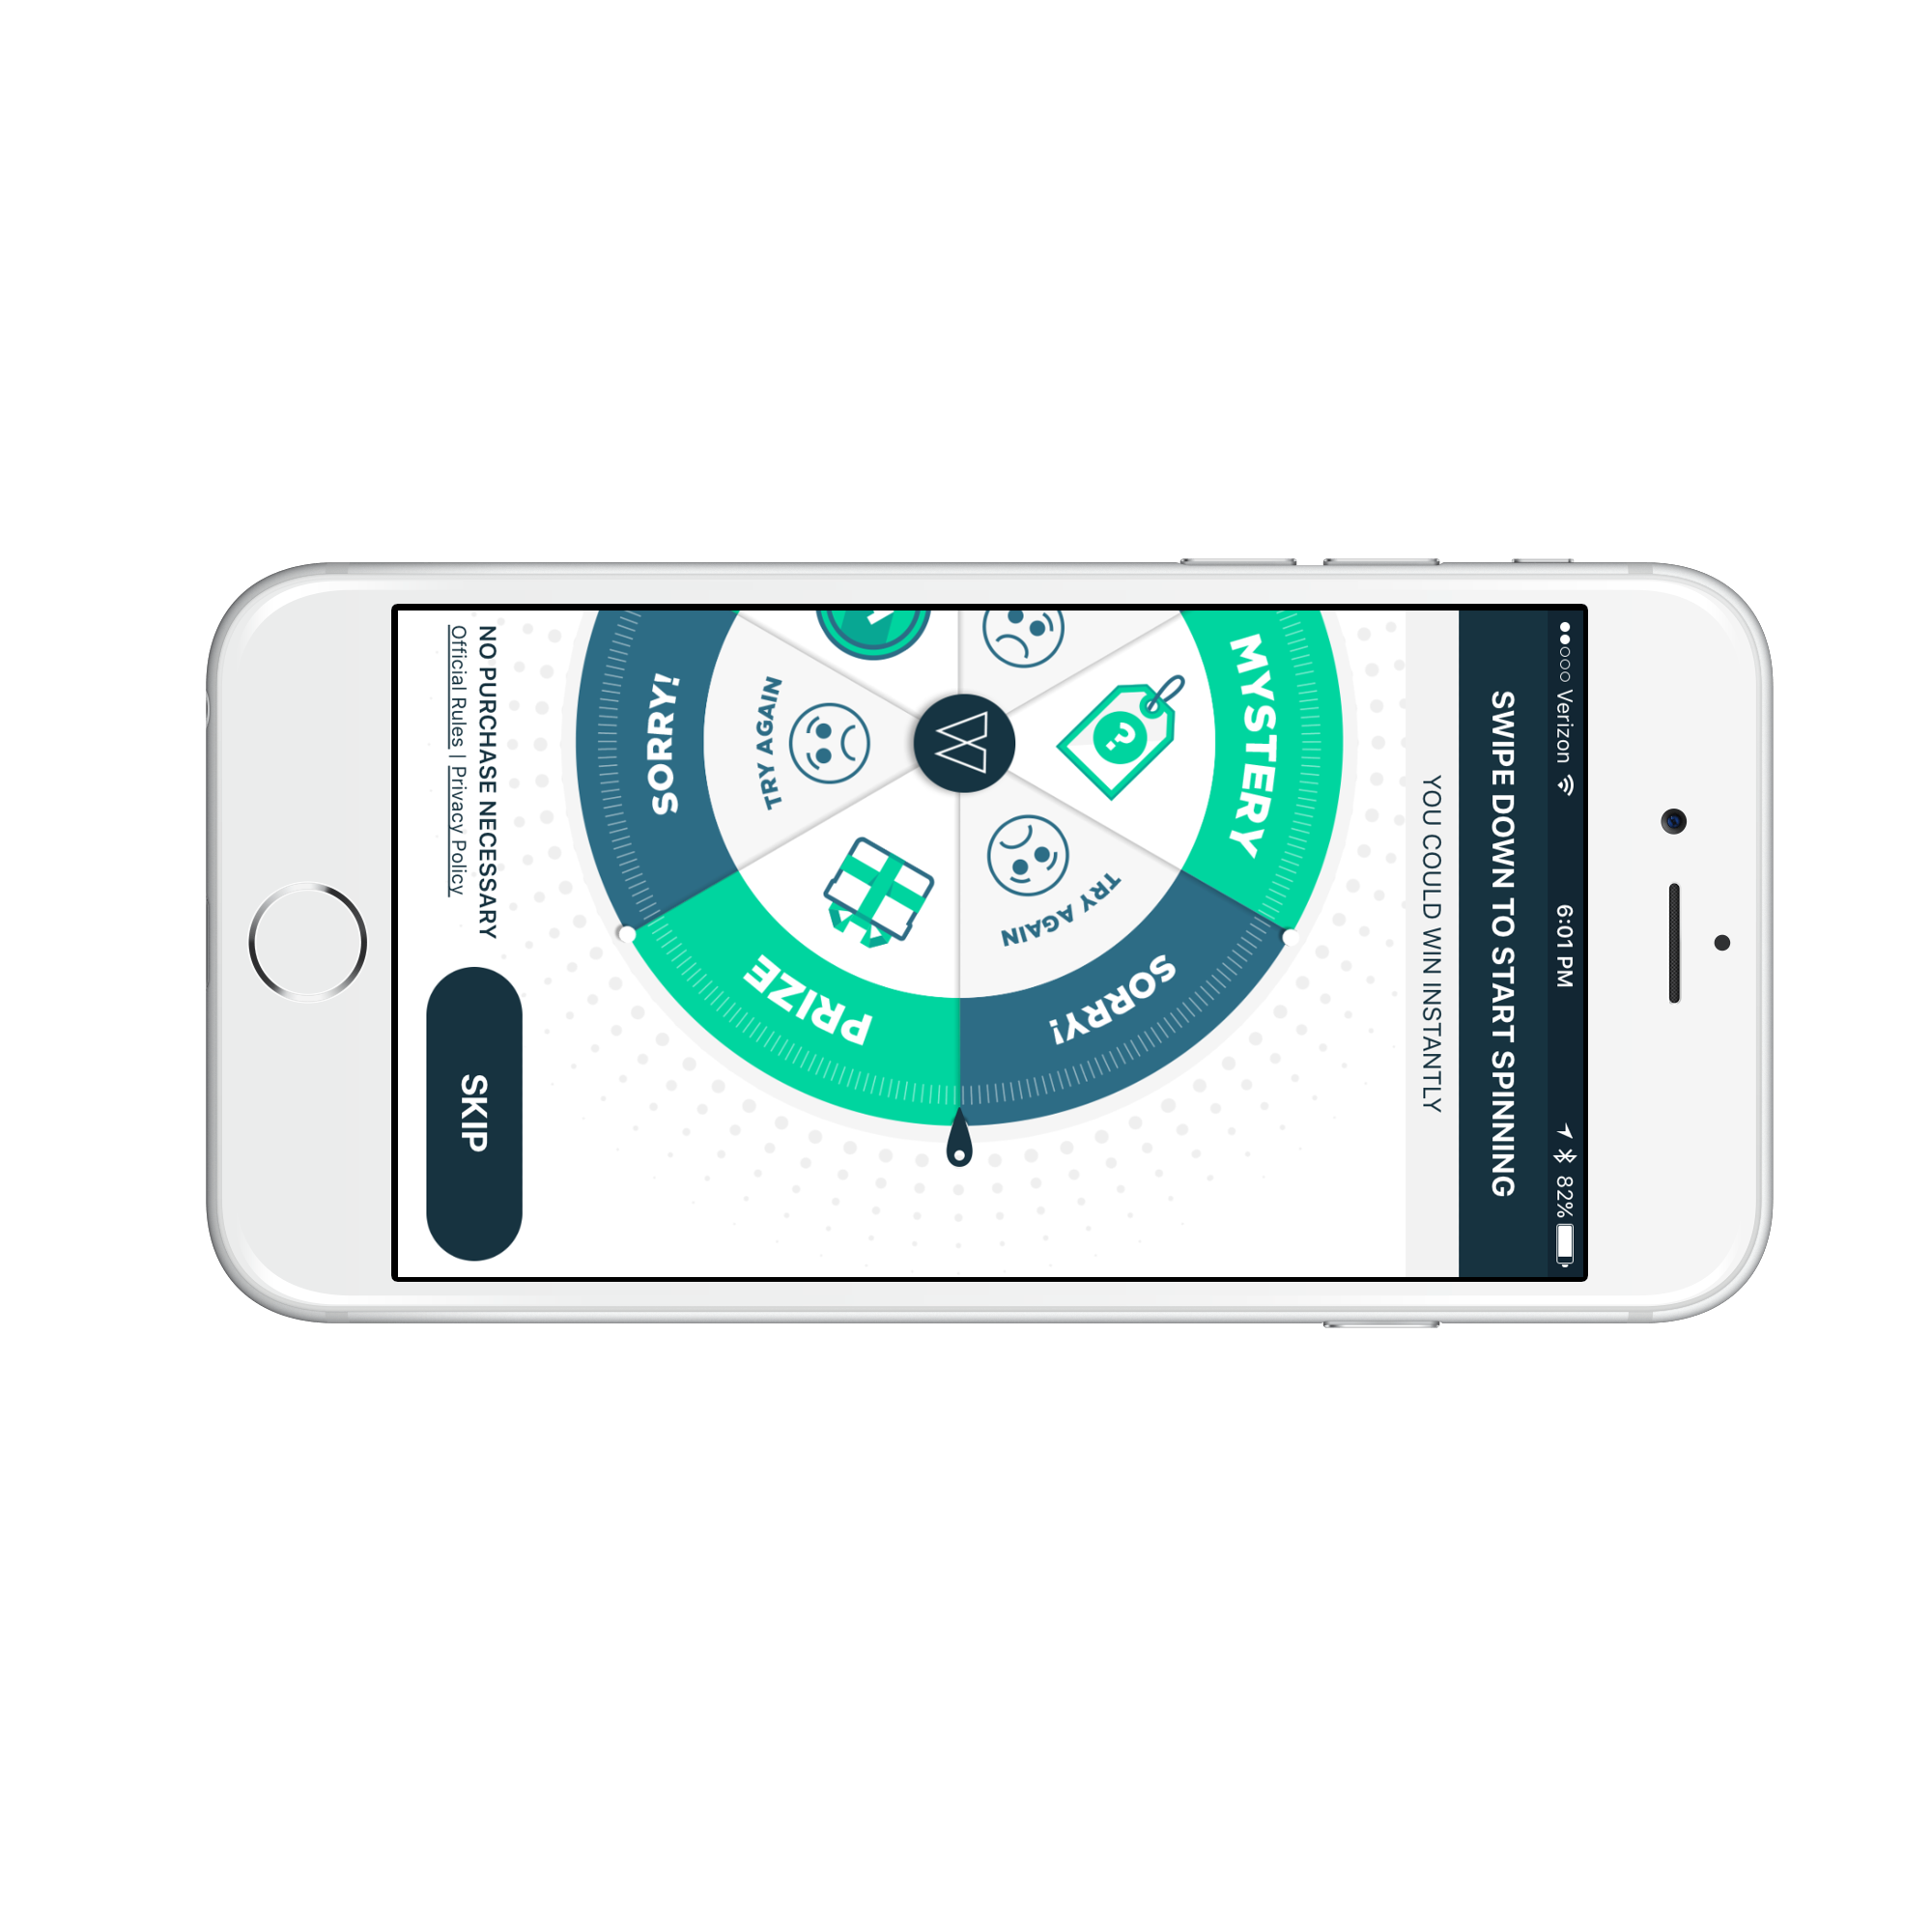 Verizon 6:01 PM 82%
SWIPE DOWN TO START SPINNING
YOU COULD WIN INSTANTLY
MYSTERY
?
TRY AGAIN
SORRY!
W
PRIZE
TRY AGAIN
SORRY!
NO PURCHASE NECESSARY
Official Rules | Privacy Policy
SKIP